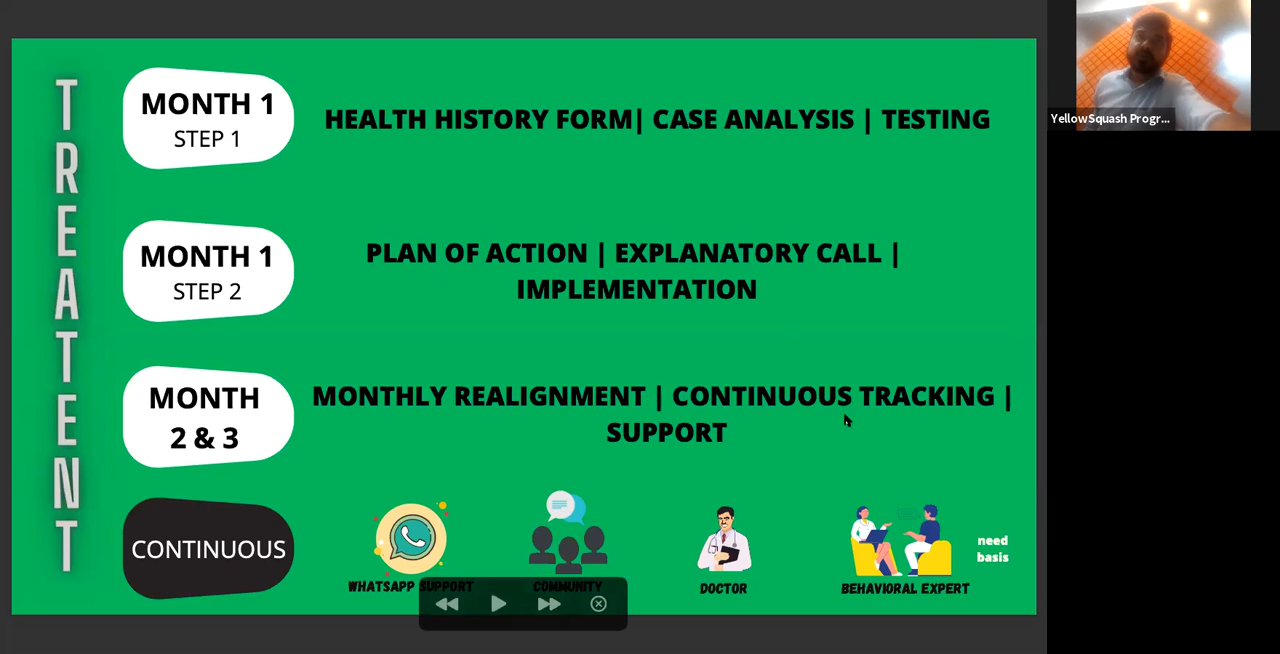 TREATENT
MONTH 1
STEP 1
HEALTH HISTORY FORM| CASE ANALYSIS | TESTING
MONTH 1
STEP 2
PLAN OF ACTION | EXPLANATORY CALL |
IMPLEMENTATION
MONTH
2 & 3
MONTHLY REALIGNMENT | CONTINUOUS TRACKING |
SUPPORT
CONTINUOUS
WHATSAPP SUPPORT
COMMUNITY
DOCTOR
BEHAVIORAL EXPERT
need
basis
YellowSquash Progr...